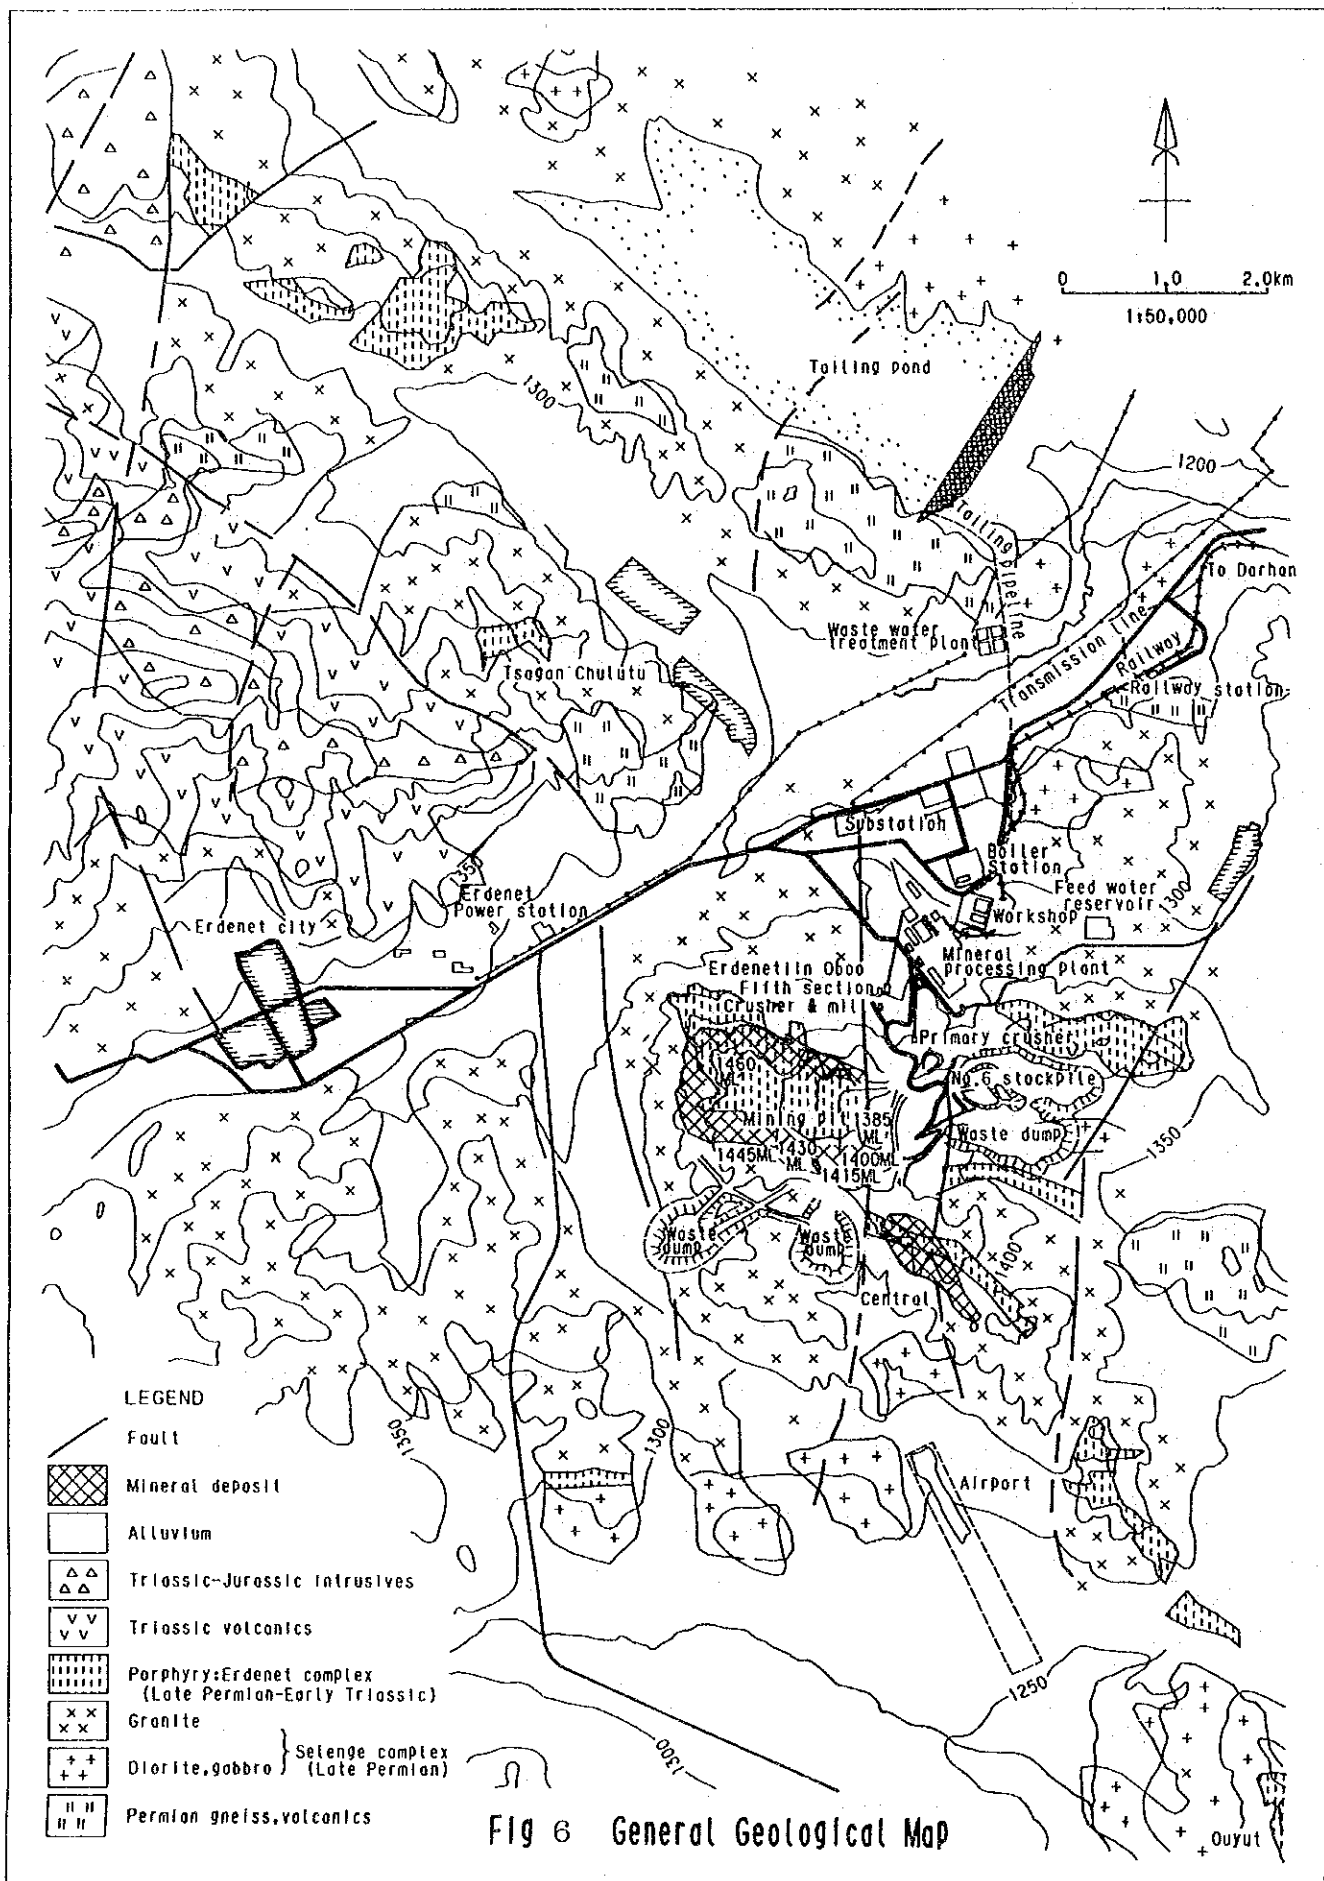 0 1.0 2.0km
1:50,000
1300
Tailing pond
1200
Tailing pipeline
To Darhan
Waste water
treatment plant
Transmission line
Railway
Railway station
Tsagan Chulutu
Substation
Boiler
Station
1350
Erdenet
Power station
Feed water
reservoir
1300
Workshop
Erdenet city
Mineral
processing plant
Erdenetiin Oboo
Fifth section
Crusher & mill
Primary crusher
1460
ML
No.6 stockpile
Mining pit
1385
ML
Waste dump
1445ML
1430
ML
1400ML
1415ML
1350
Waste
dump
Waste
dump
1400
Central
LEGEND
Fault
1350
1300
Mineral deposit
Airport
Alluvium
Triassic-Jurassic intrusives
Triassic volcanics
Porphyry:Erdenet complex
(Late Permian-Early Triassic)
1250
Granite
Diorite,gabbro } Selenge complex
(Late Permian)
1300
Permian gneiss,volcanics
Fig 6 General Geological Map
Ouyut